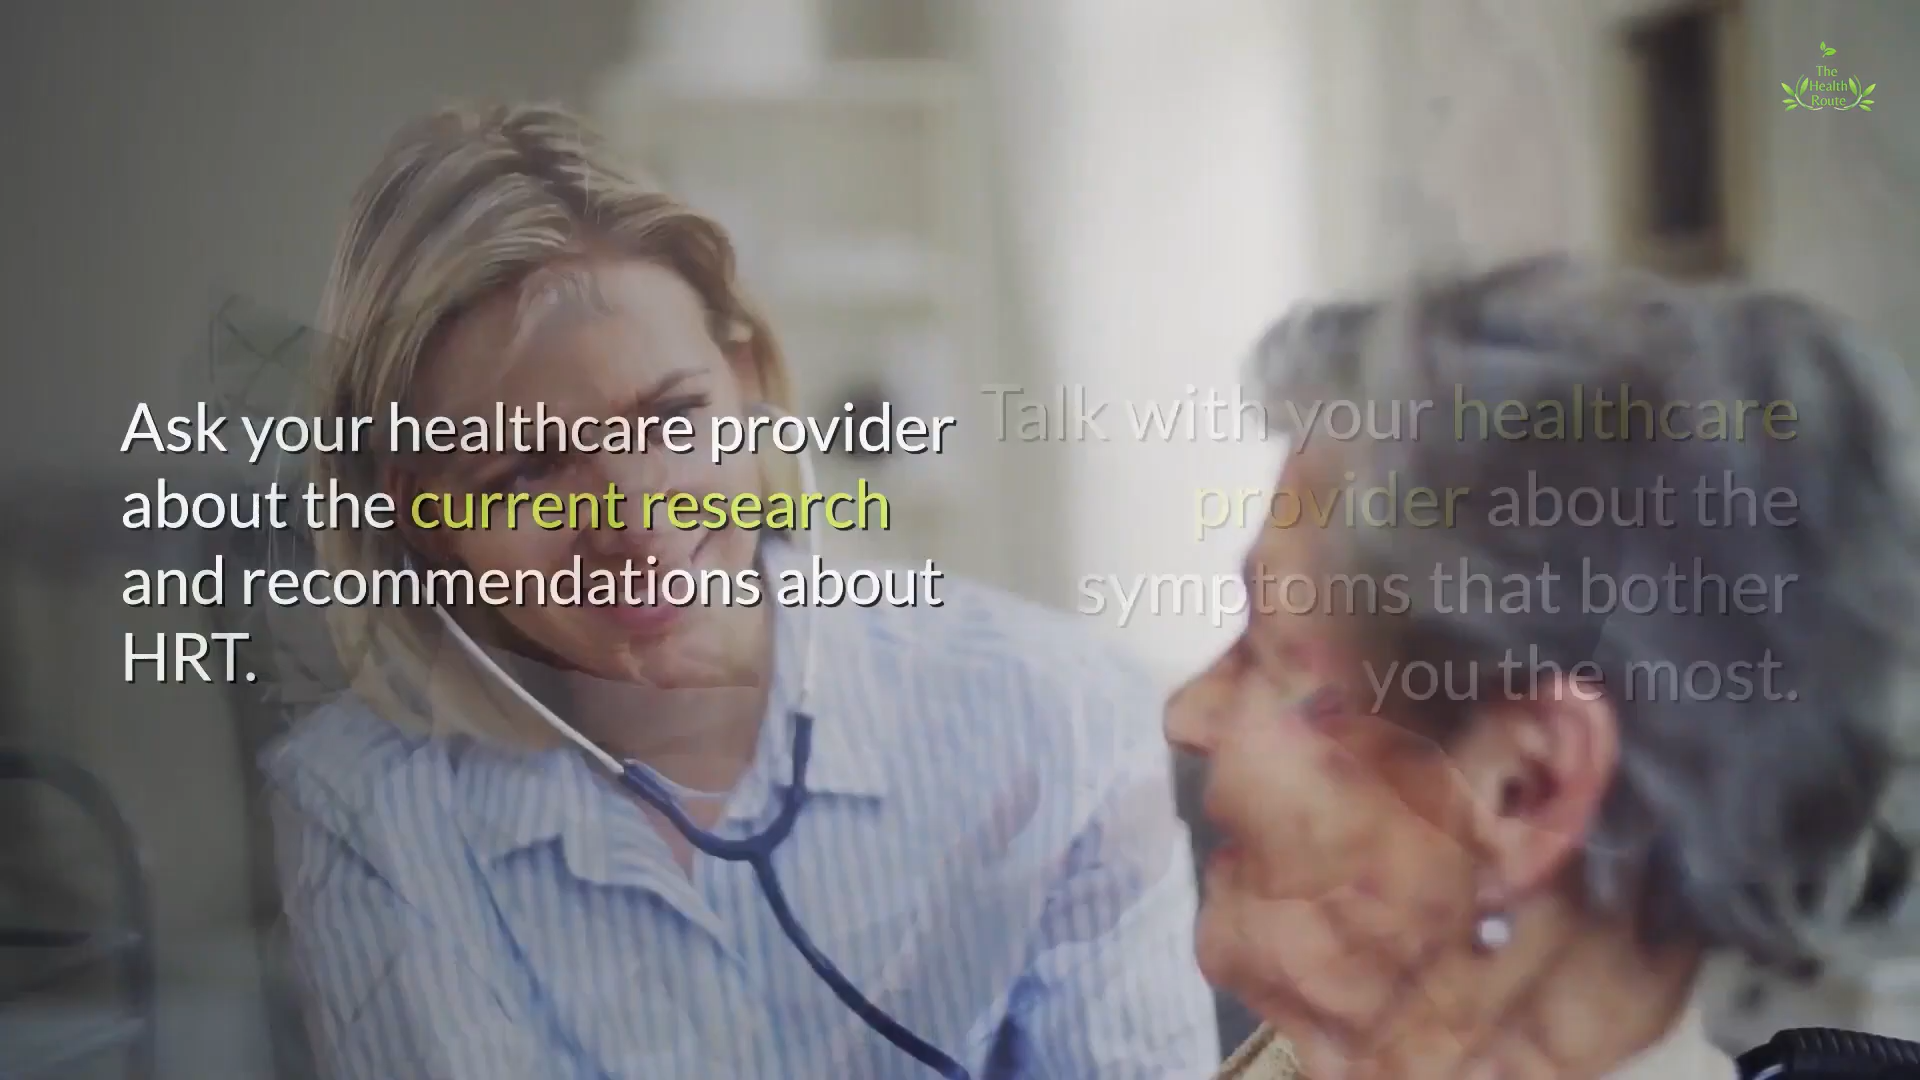 The
Health
Route
Ask your healthcare provider
about the current research
and recommendations about
HRT.
Talk with your healthcare
provider about the
symptoms that bother
you the most.